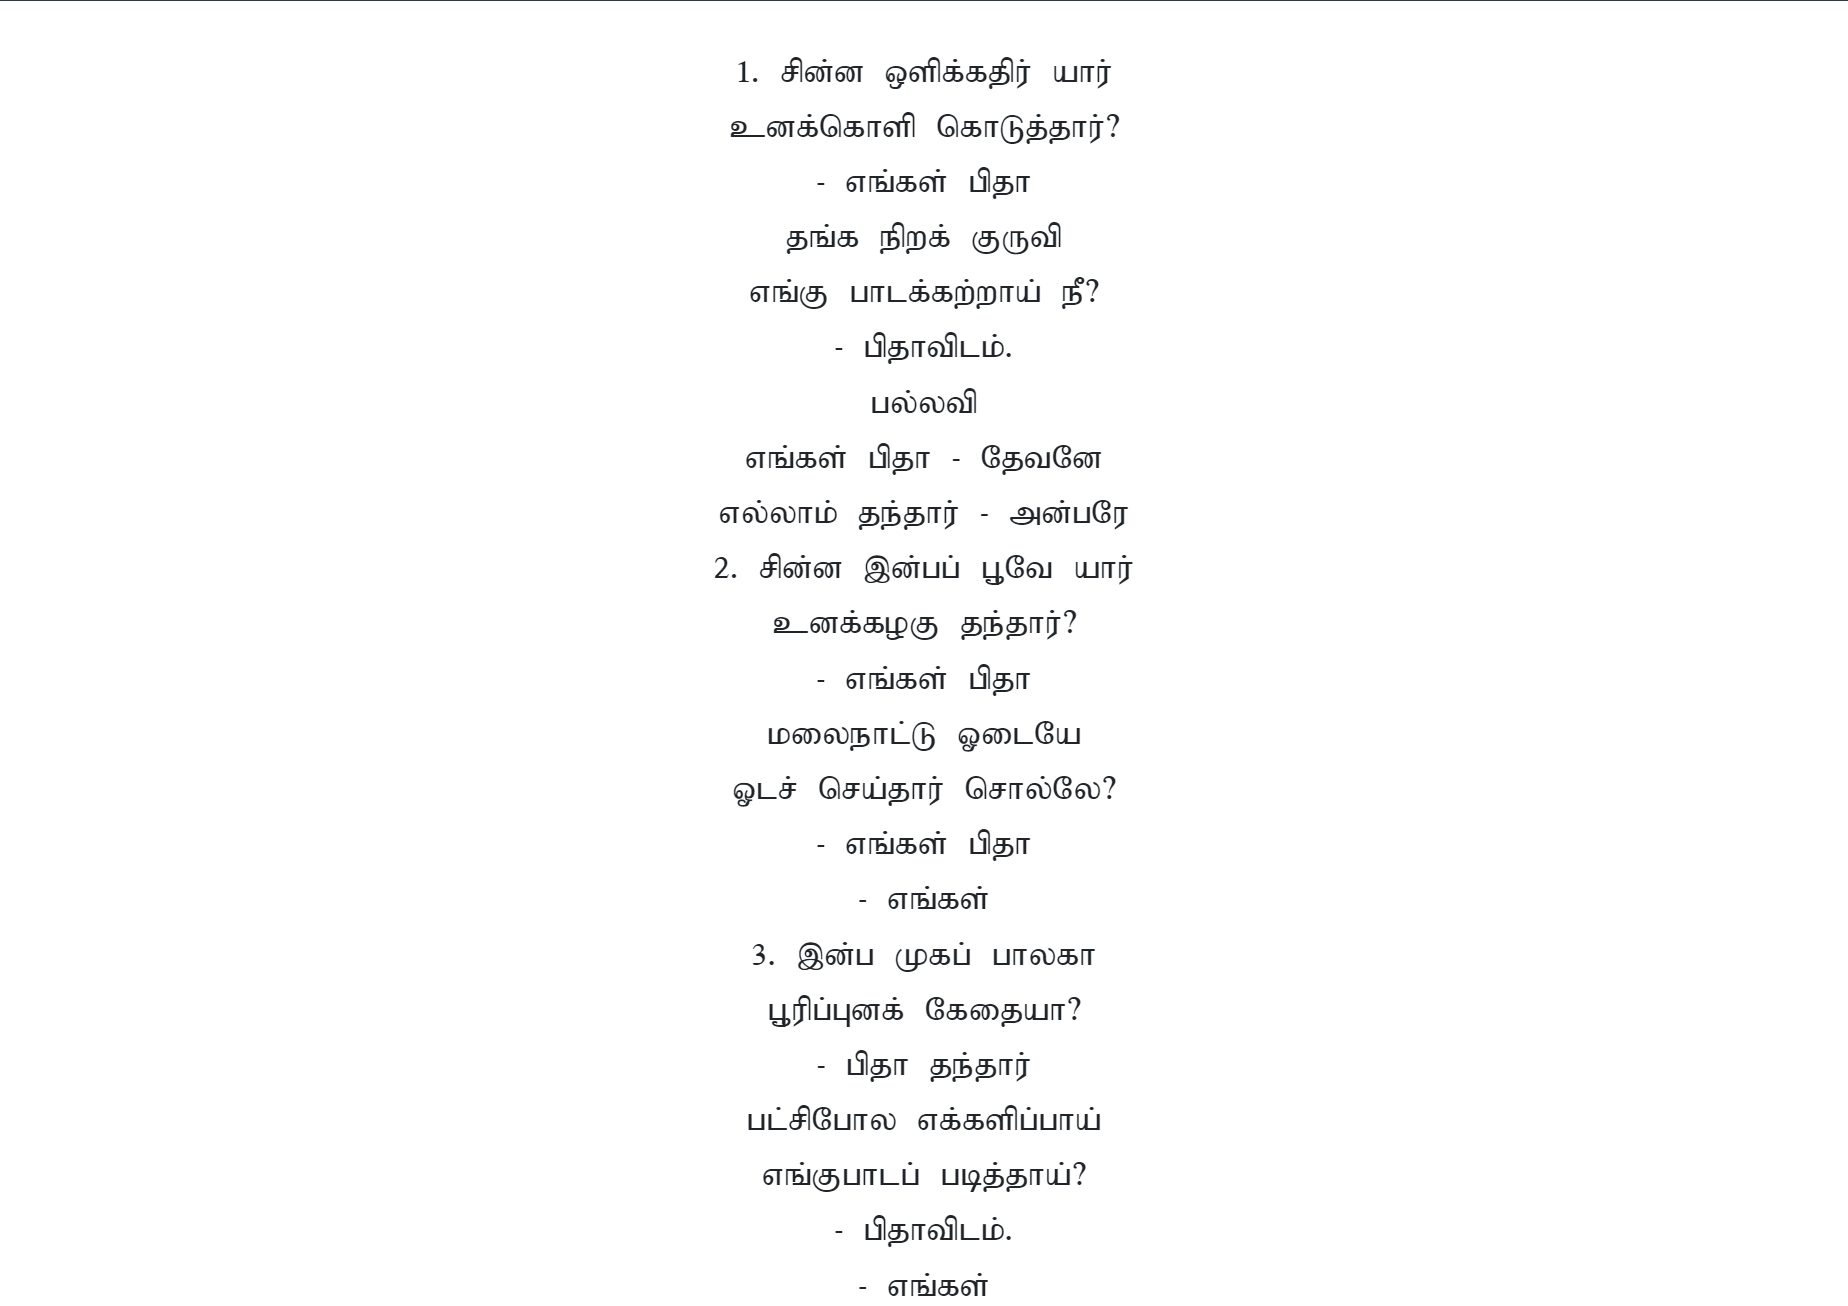 1. சின்ன ஒளிக்கதிர் யார்
உனக்கொளி கொடுத்தார்?
- எங்கள் பிதா
தங்க நிறக் குருவி
எங்கு பாடக்கற்றாய் நீ?
- பிதாவிடம்.
பல்லவி
எங்கள் பிதா - தேவனே
எல்லாம் தந்தார் - அன்பரே
2. சின்ன இன்பப் பூவே யார்
உனக்கழகு தந்தார்?
- எங்கள் பிதா
மலைநாட்டு ஓடையே
ஓடச் செய்தார் சொல்லே?
- எங்கள் பிதா
- எங்கள்
3. இன்ப முகப் பாலகா
பூரிப்புனக் கேதையா?
- பிதா தந்தார்
பட்சிபோல எக்களிப்பாய்
எங்குபாடப் படித்தாய்?
- பிதாவிடம்.
- எங்கள்